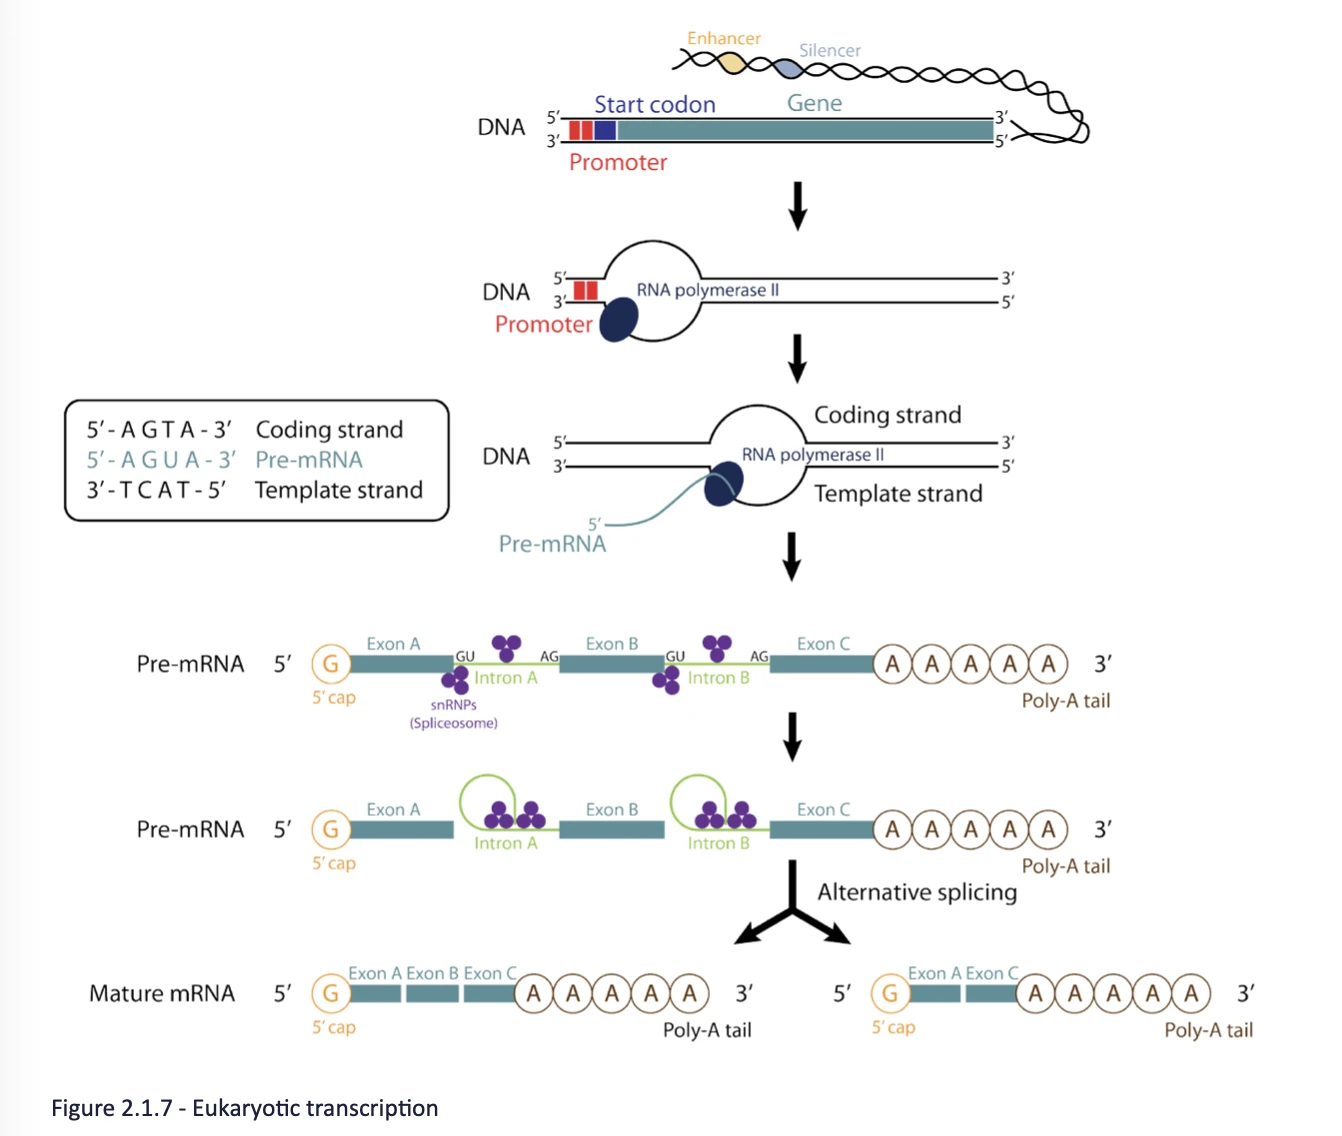 Enhancer
Silencer
Start codon Gene
DNA 5′ 3′
3′ 5′
Promoter
DNA 5′ 3′
RNA polymerase II
3′ 5′
Promoter
5′- A G T A - 3′ Coding strand
5′- A G U A - 3′ Pre-mRNA
3′- T C A T - 5′ Template strand
Coding strand
DNA 5′ 3′
RNA polymerase II
3′ 5′
Template strand
5′
Pre-mRNA
Exon A Exon B Exon C
GU AG GU AG
Pre-mRNA 5′ G A A A A A 3′
Intron A Intron B
5′ cap Poly-A tail
snRNPs
(Spliceosome)
Exon A Exon B Exon C
Pre-mRNA 5′ G A A A A A 3′
Intron A Intron B
5′ cap Poly-A tail
Alternative splicing
Exon A Exon B Exon C Exon A Exon C
Mature mRNA 5′ G A A A A A 3′ 5′ G A A A A A 3′
5′ cap Poly-A tail 5′ cap Poly-A tail
Figure 2.1.7 - Eukaryotic transcription